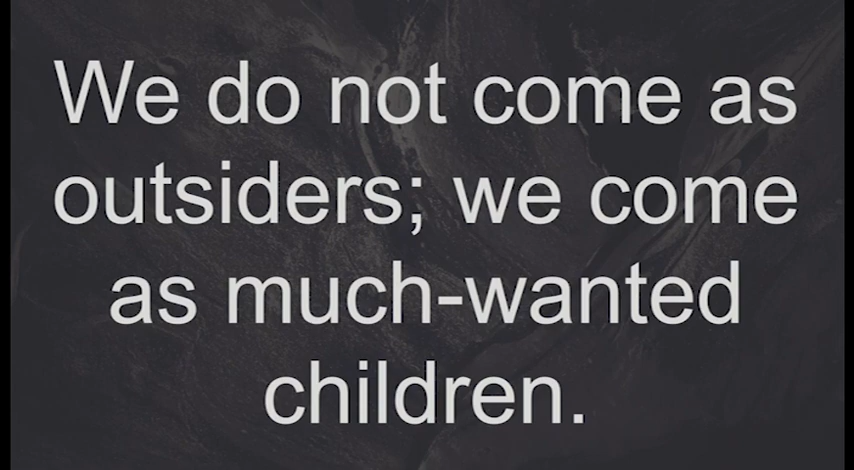 We do not come as
outsiders; we come
as much-wanted
children.